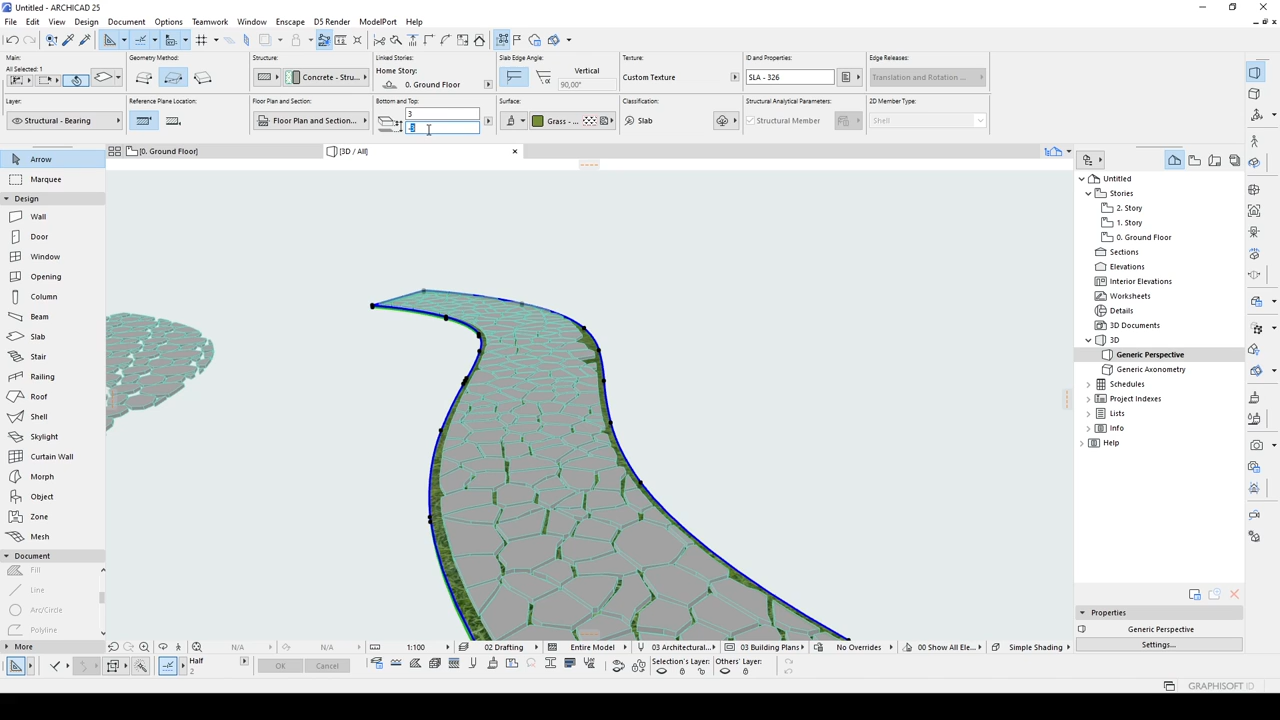 Untitled - ARCHICAD 25
File Edit View Design Document Options Teamwork Window Enscape D5 Render ModelPort Help
Main: Geometry Method: Structure: Linked Stories: Slab Edge Angle: Texture: ID and Properties: Edge Releases:
All Selected: 1 Concrete - Stru... Home Story: Vertical Custom Texture SLA - 326 Translation and Rotation ...
0. Ground Floor 90,00°
Layer: Reference Plane Location: Floor Plan and Section: Bottom and Top: Surface: Classification: Structural Analytical Parameters: 2D Member Type:
Structural - Bearing Floor Plan and Section... 3 Grass - ... Slab Structural Member Shell
[0. Ground Floor] [3D / All]
Arrow
Marquee
Design
Wall
Door
Window
Opening
Column
Beam
Slab
Stair
Railing
Roof
Shell
Skylight
Curtain Wall
Morph
Object
Zone
Mesh
Document
Fill
Line
Arc/Circle
Polyline
More
Untitled
Stories
2. Story
1. Story
0. Ground Floor
Sections
Elevations
Interior Elevations
Worksheets
Details
3D Documents
3D
Generic Perspective
Generic Axonometry
Schedules
Project Indexes
Lists
Info
Help
Properties
Generic Perspective
Settings...
N/A N/A 1:100 02 Drafting Entire Model 03 Architectural... 03 Building Plans No Overrides 00 Show All Ele... Simple Shading
Half
2
OK Cancel Selection's Layer: Others' Layer:
GRAPHISOFT ID